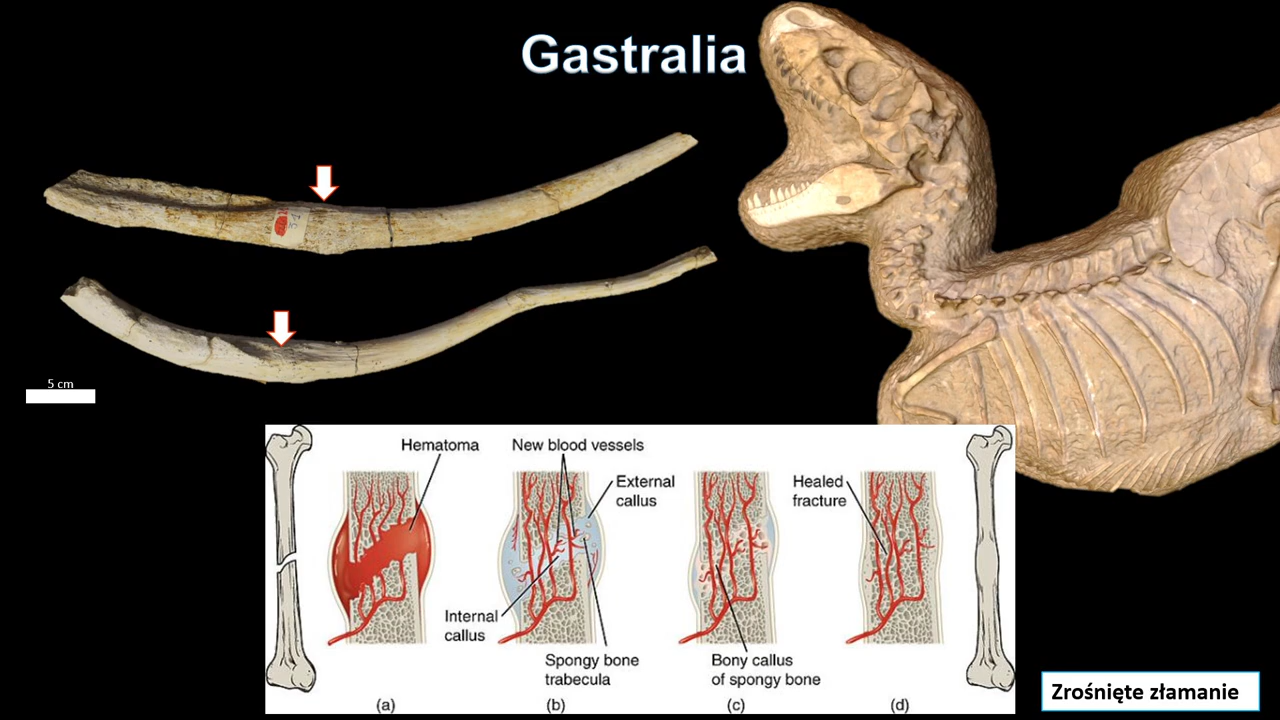 Gastralia
5 cm
Hematoma
New blood vessels
External
callus
Healed
fracture
Internal
callus
Spongy bone
trabecula
Bony callus
of spongy bone
(a)
(b)
(c)
(d)
Zrośnięte złamanie